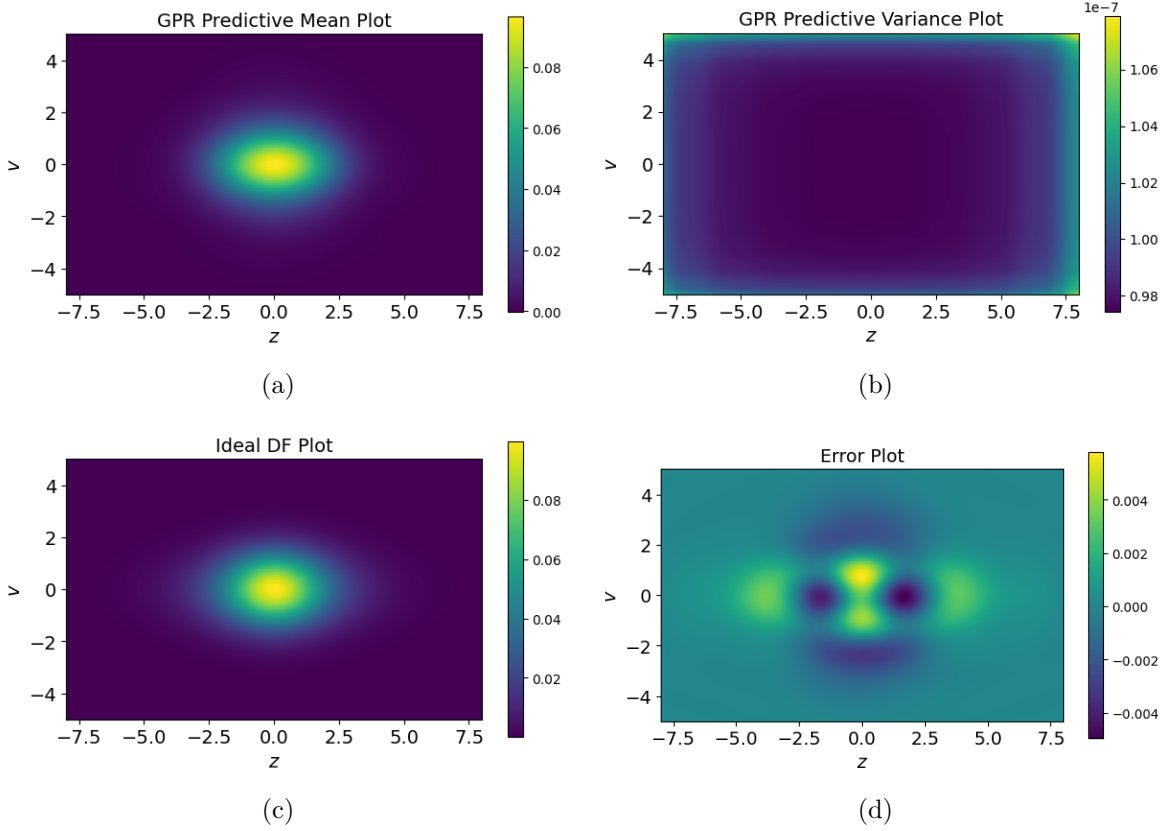 GPR Predictive Mean Plot
4
2
0
−2
−4
v
−7.5 −5.0 −2.5 0.0 2.5 5.0 7.5
z
0.08
0.06
0.04
0.02
0.00
(a)
GPR Predictive Variance Plot
1e−7
4
2
0
−2
−4
v
−7.5 −5.0 −2.5 0.0 2.5 5.0 7.5
z
1.06
1.04
1.02
1.00
0.98
(b)
Ideal DF Plot
4
2
0
−2
−4
v
−7.5 −5.0 −2.5 0.0 2.5 5.0 7.5
z
0.08
0.06
0.04
0.02
(c)
Error Plot
4
2
0
−2
−4
v
−7.5 −5.0 −2.5 0.0 2.5 5.0 7.5
z
0.004
0.002
0.000
−0.002
−0.004
(d)